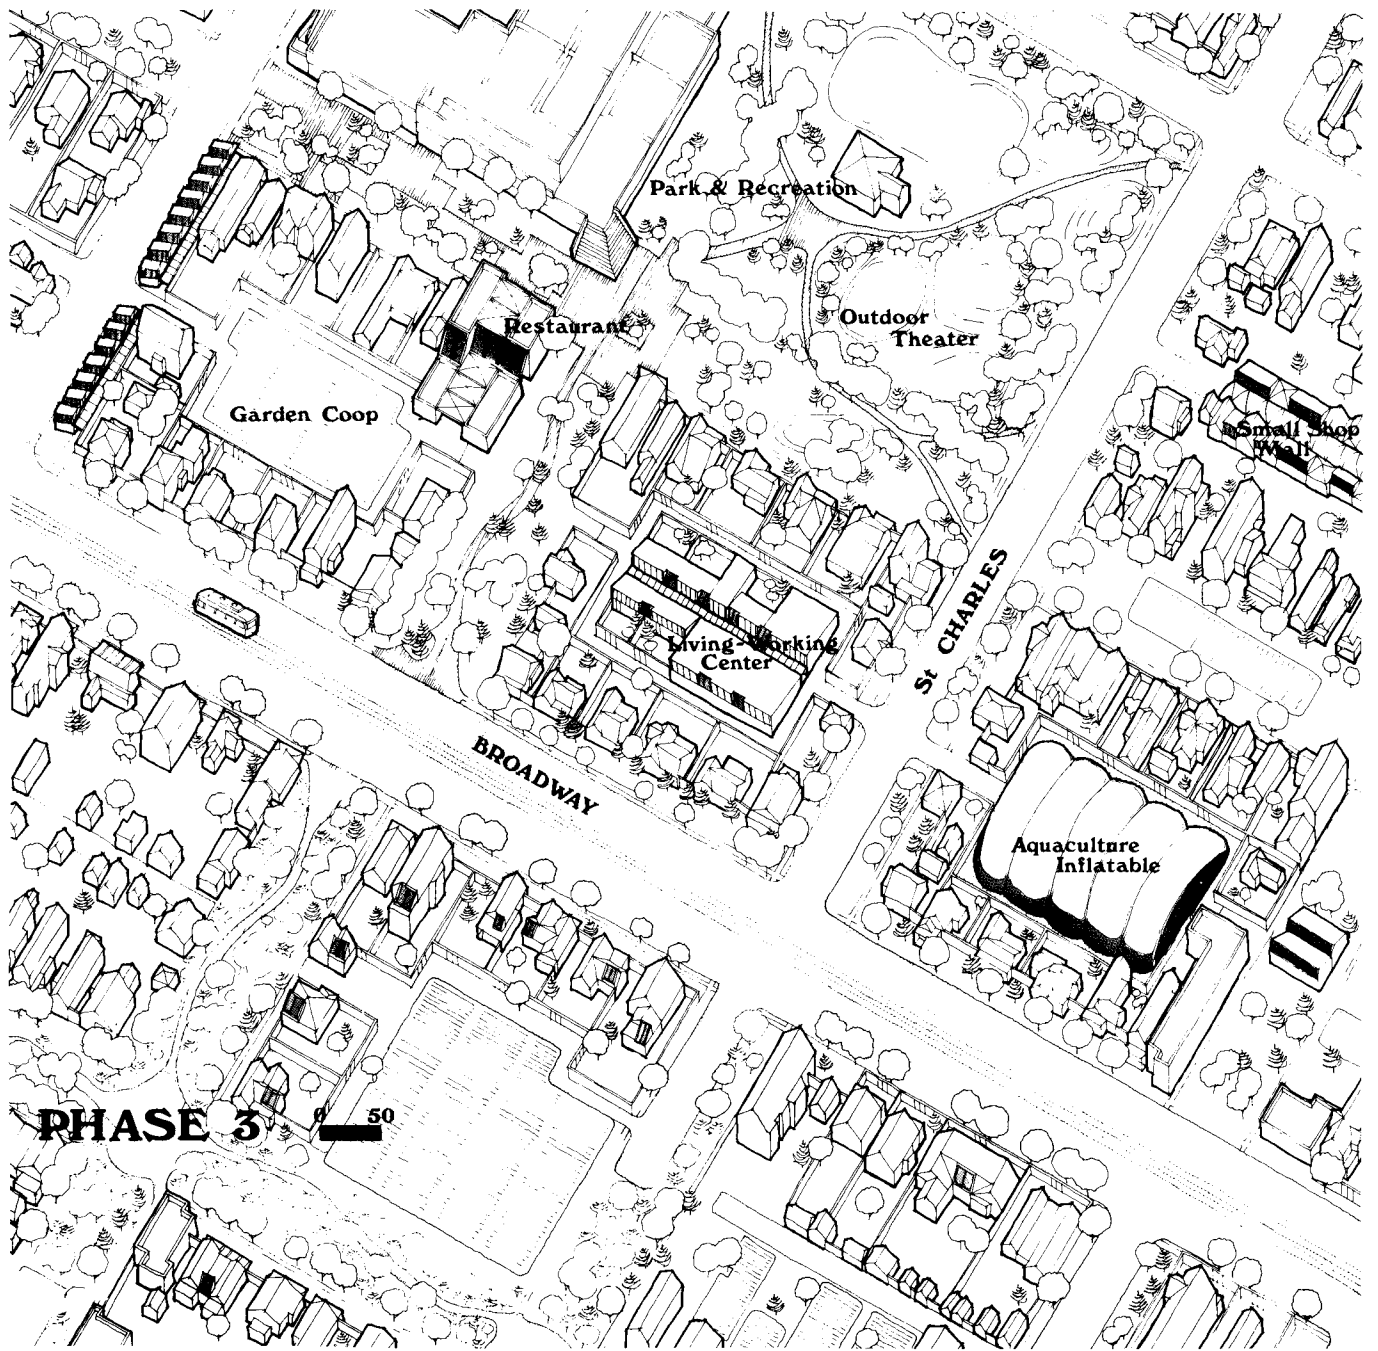 Park & Recreation
Restaurant
Outdoor
Theater
Garden Coop
Small Shop
Mall
St CHARLES
Living-Working
Center
BROADWAY
Aquaculture
Inflatable
PHASE 3
0 50